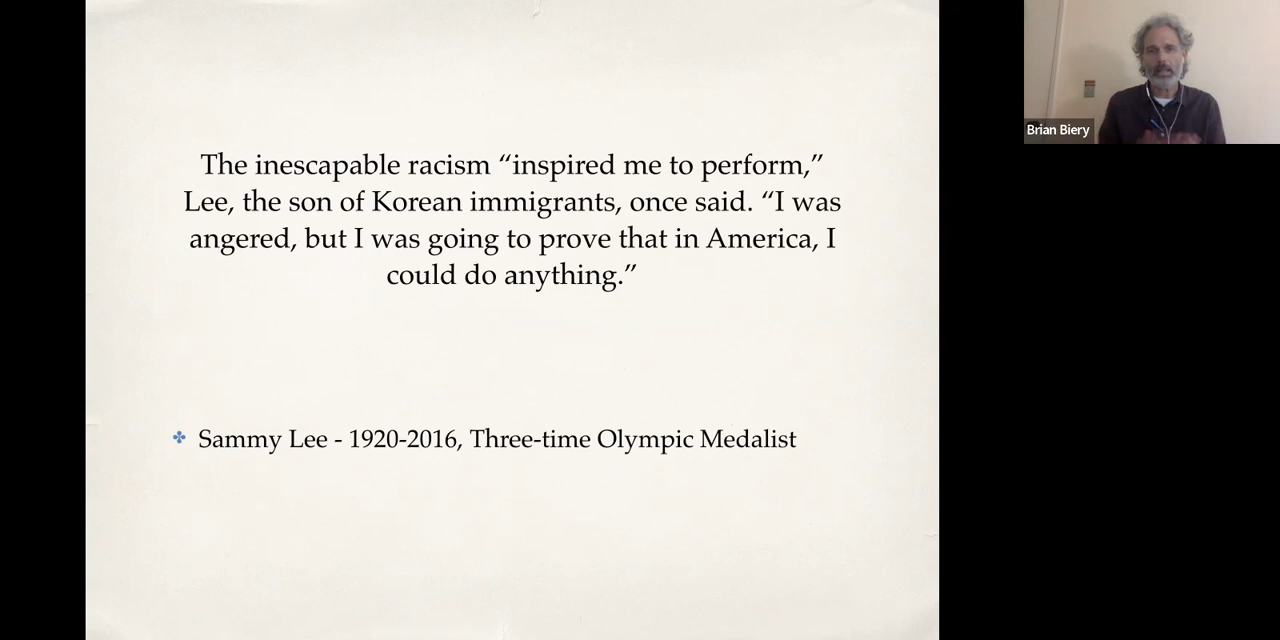 The inescapable racism “inspired me to perform,”
Lee, the son of Korean immigrants, once said. “I was
angered, but I was going to prove that in America, I
could do anything.”
Sammy Lee - 1920-2016, Three-time Olympic Medalist
Brian Biery